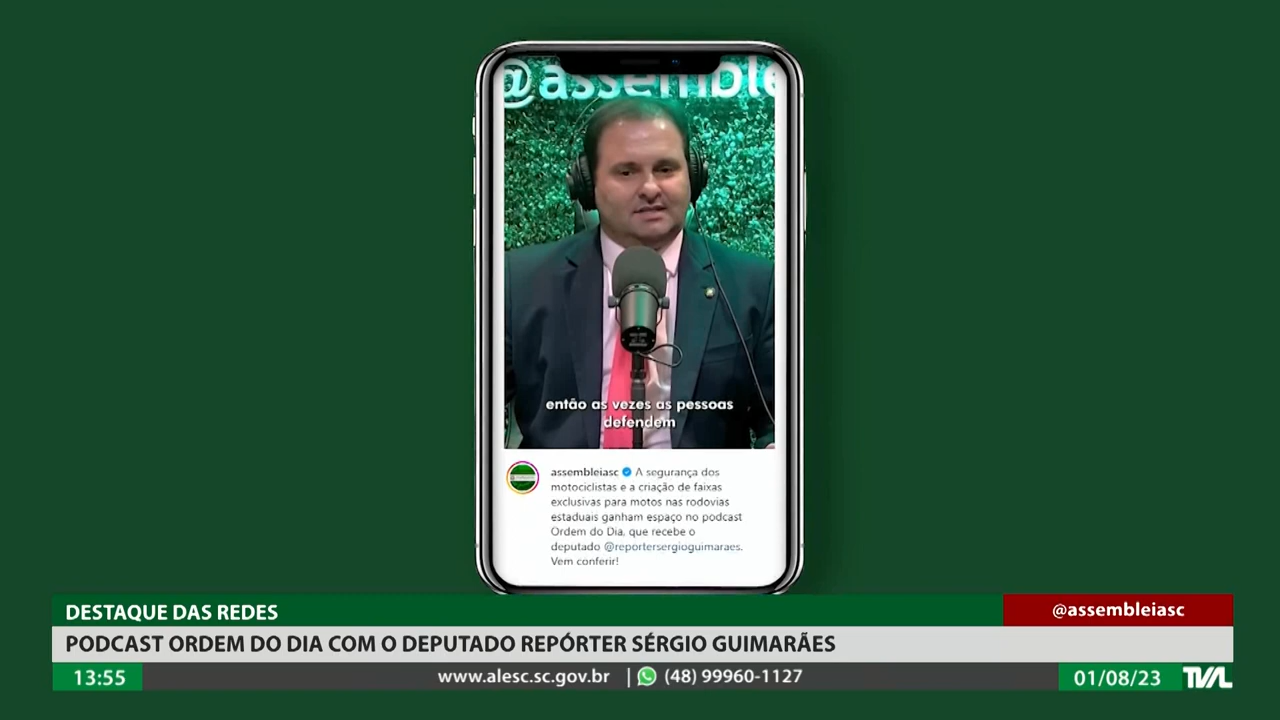 @assemble
então as vezes as pessoas
defendem
assembleiasc A segurança dos
motociclistas e a criação de faixas
exclusivas para motos nas rodovias
estaduais ganham espaço no podcast
Ordem do Dia, que recebe o
deputado @reportersergioguimaraes.
Vem conferir!
DESTAQUE DAS REDES
@assembleiasc
PODCAST ORDEM DO DIA COM O DEPUTADO REPÓRTER SÉRGIO GUIMARÃES
13:55
www.alesc.sc.gov.br | (48) 99960-1127
01/08/23
TVAL